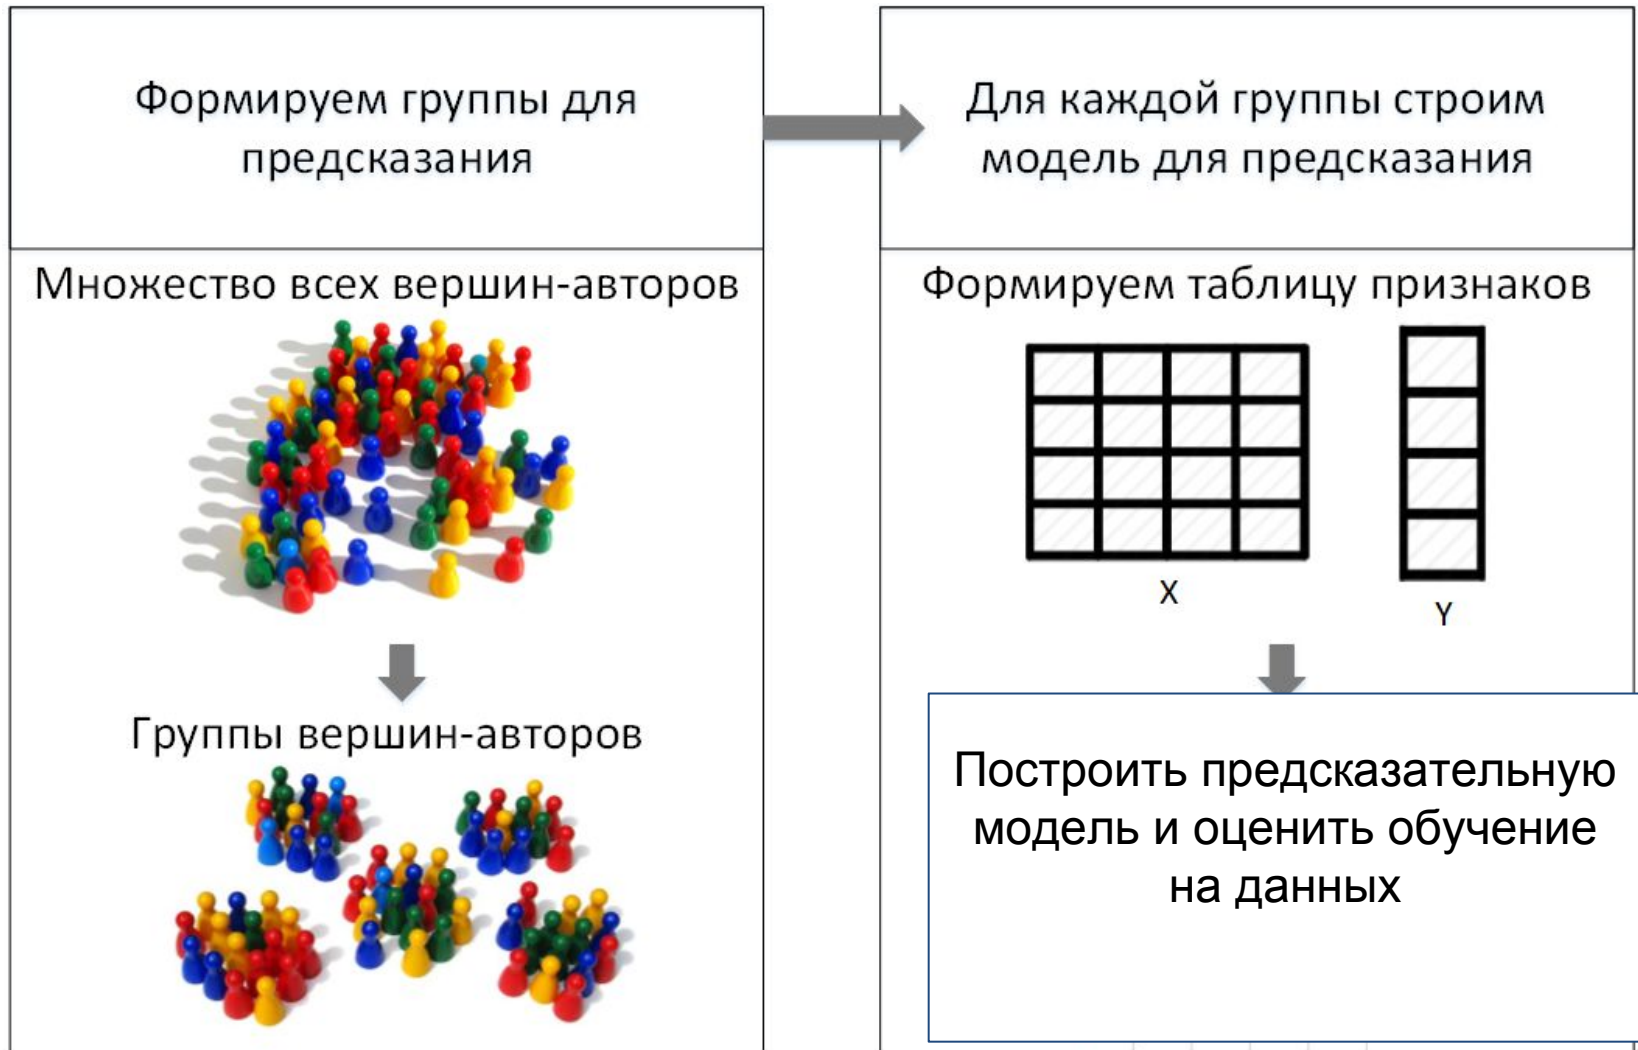 Формируем группы для
предсказания
Множество всех вершин-авторов
Группы вершин-авторов
Для каждой группы строим
модель для предсказания
Формируем таблицу признаков
X
Y
Построить предсказательную
модель и оценить обучение
на данных